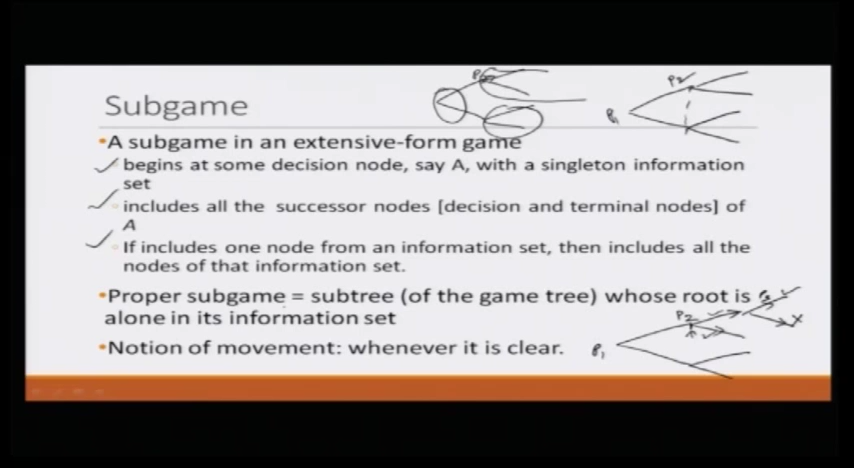 Subgame
•A subgame in an extensive-form game
begins at some decision node, say A, with a singleton information
set
includes all the successor nodes [decision and terminal nodes] of
A
If includes one node from an information set, then includes all the
nodes of that information set.
•Proper subgame = subtree (of the game tree) whose root is
alone in its information set
•Notion of movement: whenever it is clear.
P2
P1
P2
P1